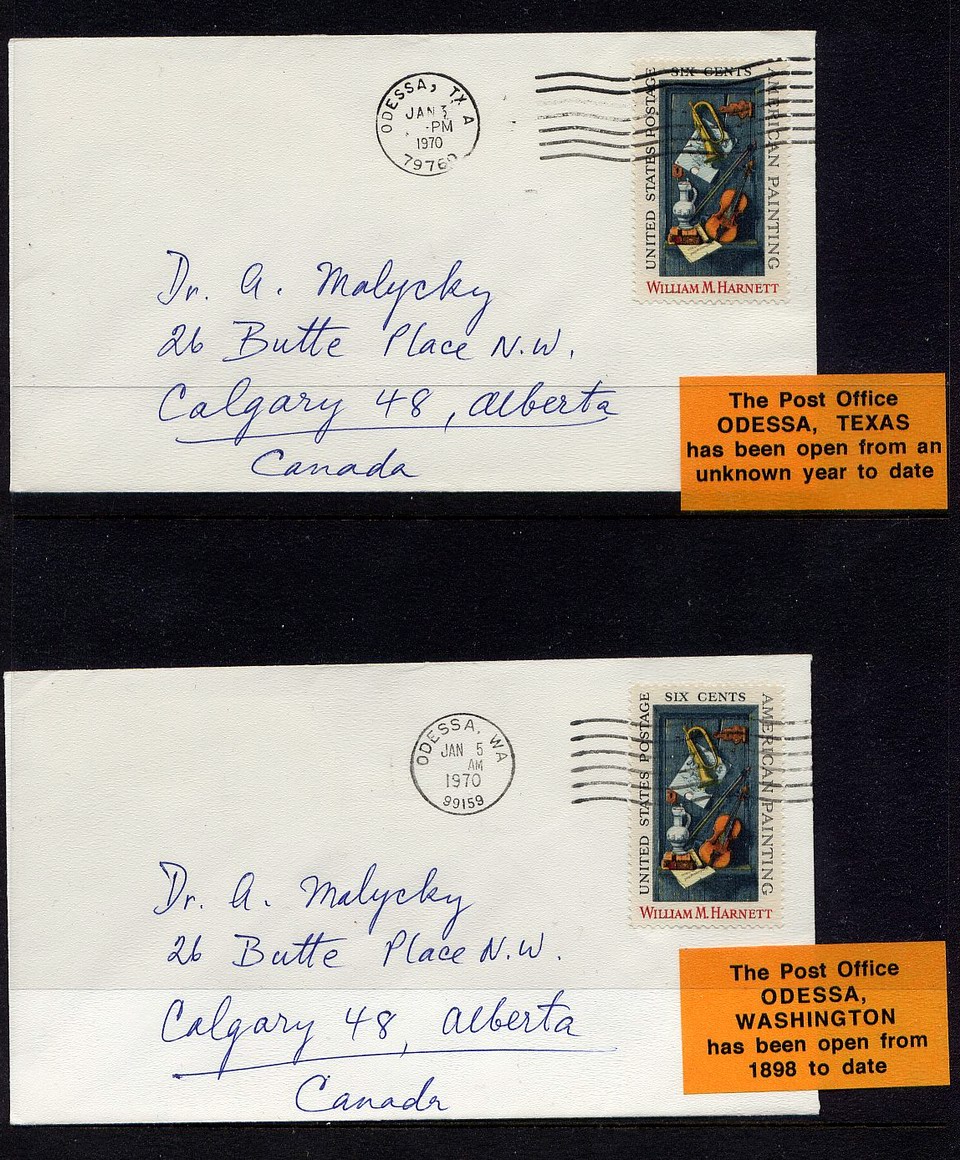 ODESSA, TX A
JAN 5
-PM
1970
79760
SIX CENTS
UNITED STATES POSTAGE
AMERICAN PAINTING
WILLIAM M. HARNETT
Dr. A. Malycky
26 Butte Place N.W.
Calgary 48, Alberta
Canada
The Post Office
ODESSA, TEXAS
has been open from an
unknown year to date
ODESSA, WA
JAN 5
AM
1970
99159
SIX CENTS
UNITED STATES POSTAGE
AMERICAN PAINTING
WILLIAM M. HARNETT
Dr. A. Malycky
26 Butte Place N.W.
Calgary 48, Alberta
Canada
The Post Office
ODESSA,
WASHINGTON
has been open from
1898 to date